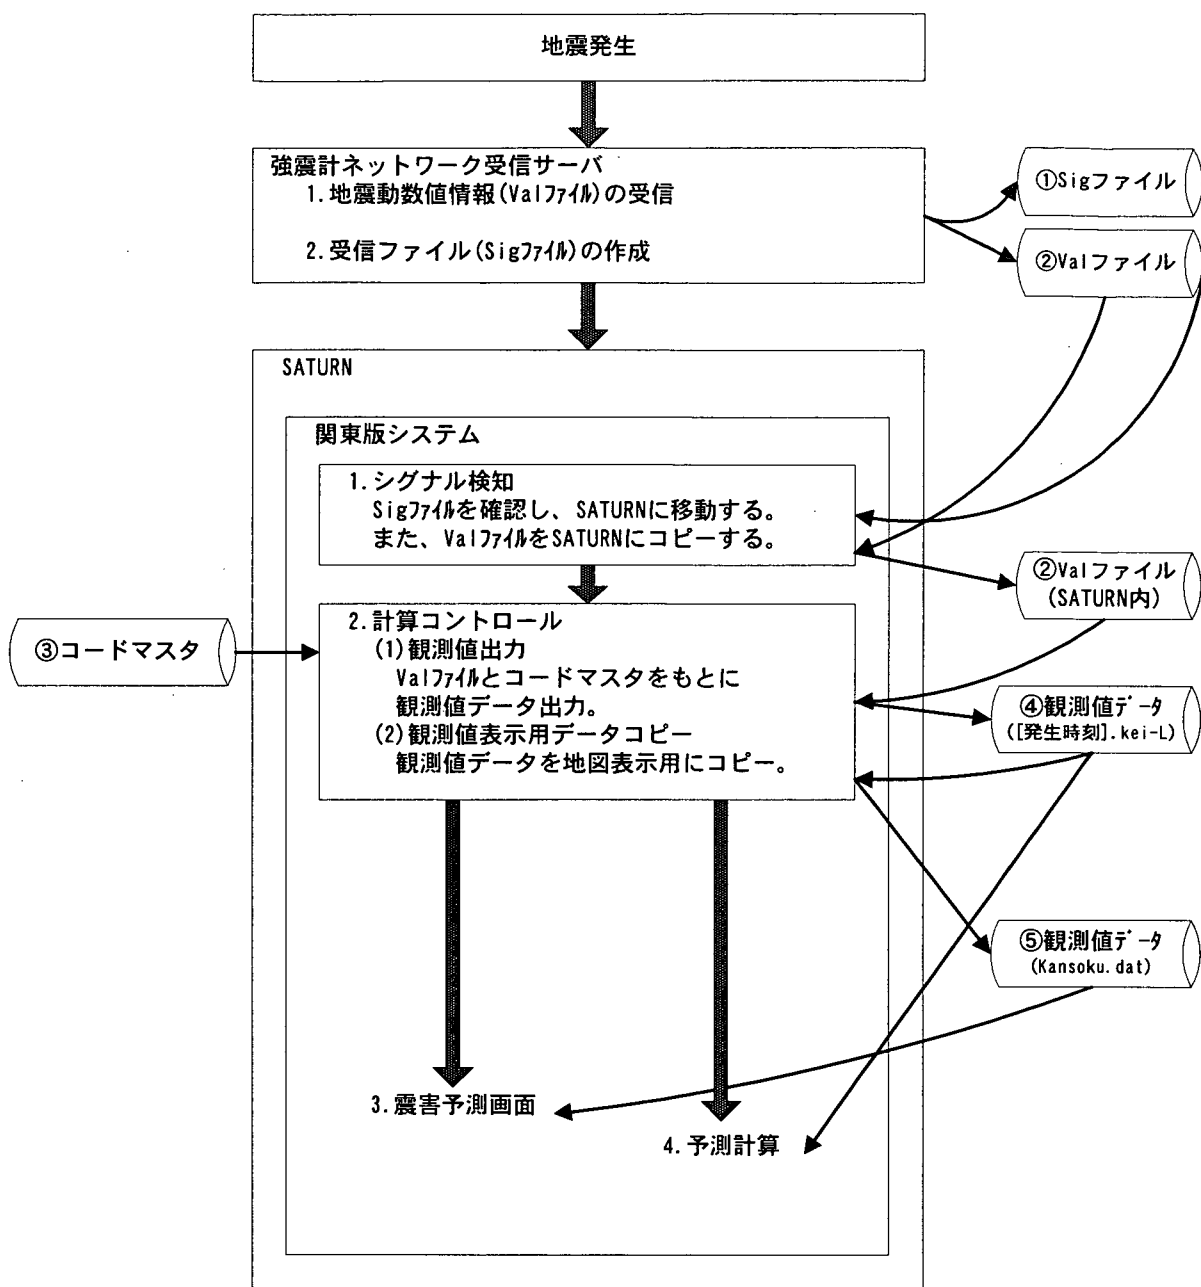 地震発生
強震計ネットワーク受信サーバ
1.地震動数値情報(Valファイル)の受信
2.受信ファイル(Sigファイル)の作成
①Sigファイル
②Valファイル
SATURN
関東版システム
1.シグナル検知
Sigファイルを確認し、SATURNに移動する。
また、ValファイルをSATURNにコピーする。
②Valファイル
(SATURN内)
③コードマスタ
2.計算コントロール
(1)観測値出力
Valファイルとコードマスタをもとに
観測値データ出力。
(2)観測値表示用データコピー
観測値データを地図表示用にコピー。
④観測値データ
([発生時刻].kei-L)
⑤観測値データ
(Kansoku.dat)
3.震害予測画面
4.予測計算